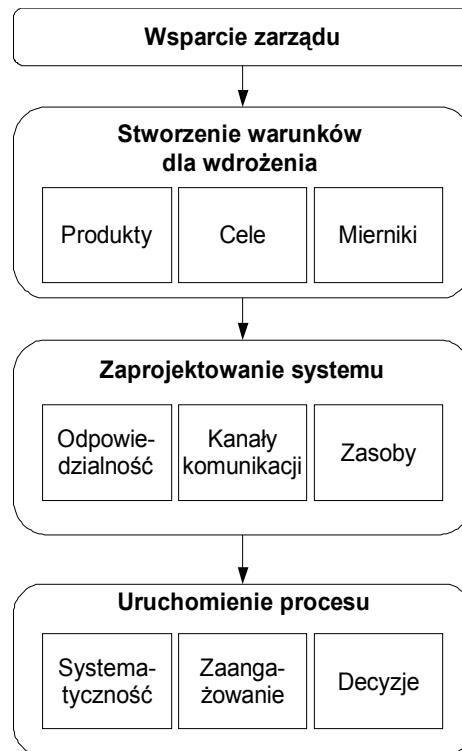 Wsparcie zarządu
Stworzenie warunków
dla wdrożenia
Produkty
Cele
Mierniki
Zaprojektowanie systemu
Odpowie-
dzialność
Kanały
komunikacji
Zasoby
Uruchomienie procesu
Systema-
tyczność
Zaanga-
żowanie
Decyzje